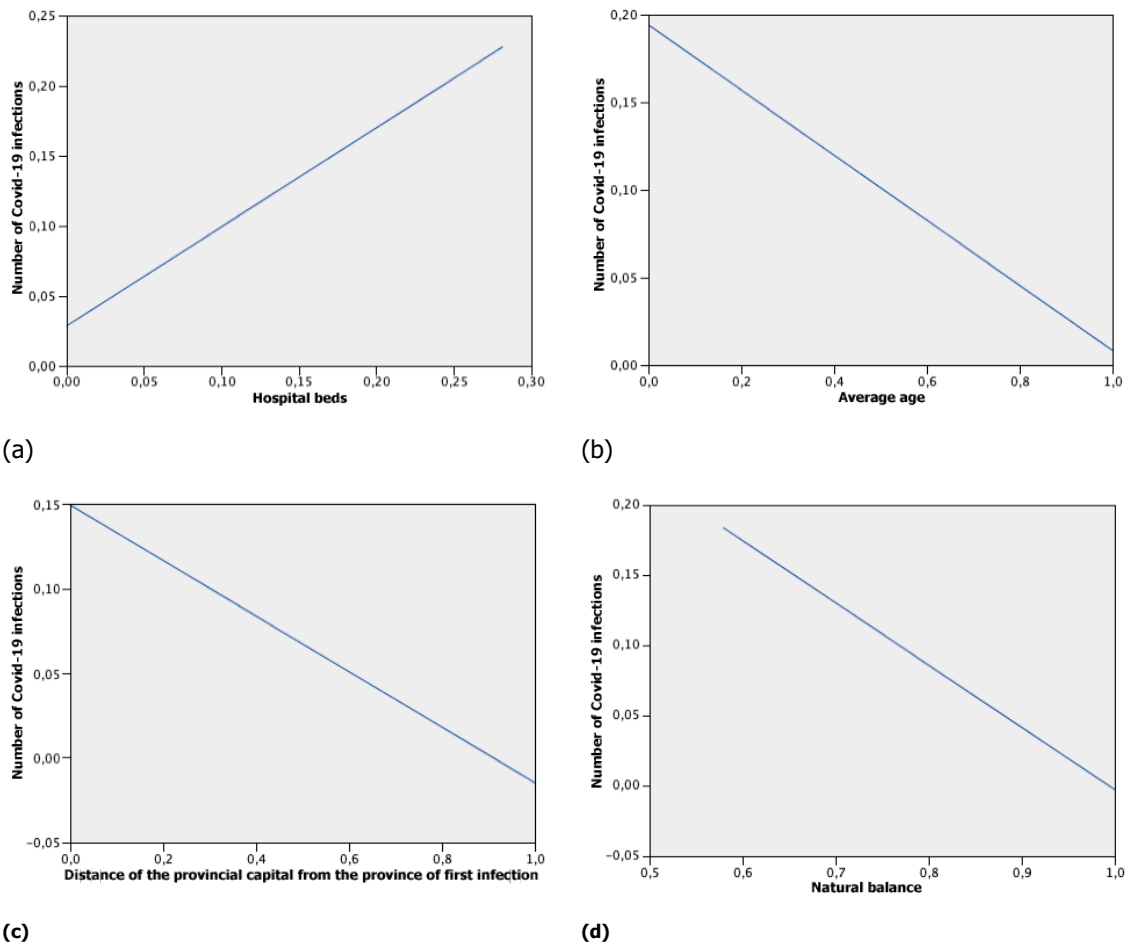 0,25
0,20
0,15
0,10
0,05
0,00
Number of Covid-19 infections
0,00 0,05 0,10 0,15 0,20 0,25 0,30
Hospital beds
(a)
0,20
0,15
0,10
0,05
0,00
Number of Covid-19 infections
0,0 0,2 0,4 0,6 0,8 1,0
Average age
(b)
0,15
0,10
0,05
0,00
-0,05
Number of Covid-19 infections
0,0 0,2 0,4 0,6 0,8 1,0
Distance of the provincial capital from the province of first infection
(c)
0,20
0,15
0,10
0,05
0,00
-0,05
Number of Covid-19 infections
0,5 0,6 0,7 0,8 0,9 1,0
Natural balance
(d)